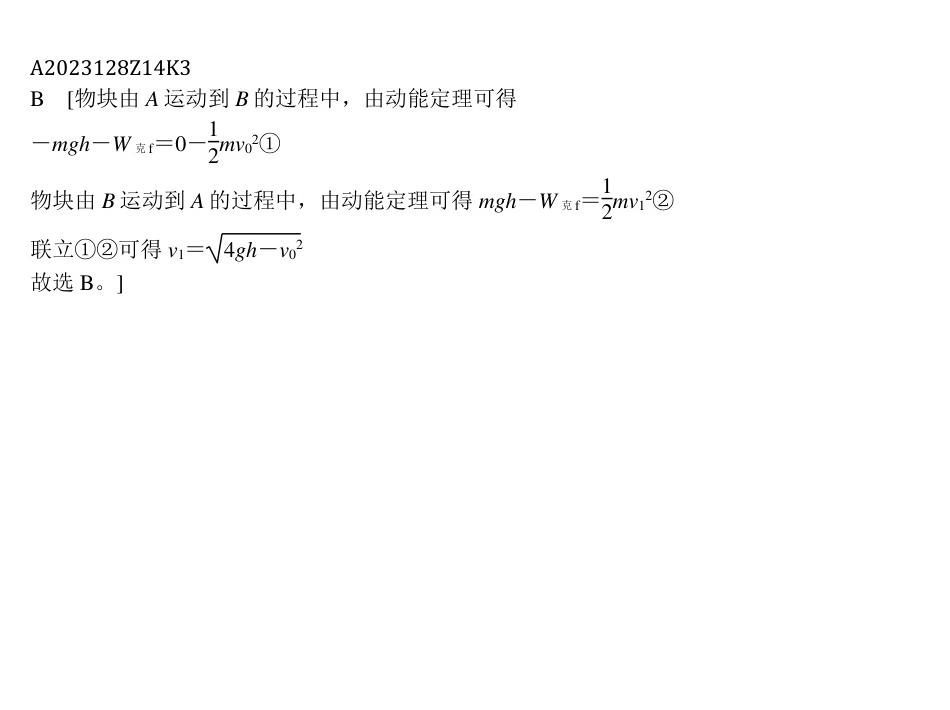 A2023128Z14K3
B [物块由 A 运动到 B 的过程中，由动能定理可得
－mgh－W克f＝0－1/2mv₀²①
物块由 B 运动到 A 的过程中，由动能定理可得 mgh－W克f＝1/2mv₁²②
联立①②可得 v₁＝√(4gh－v₀²)
故选 B。]